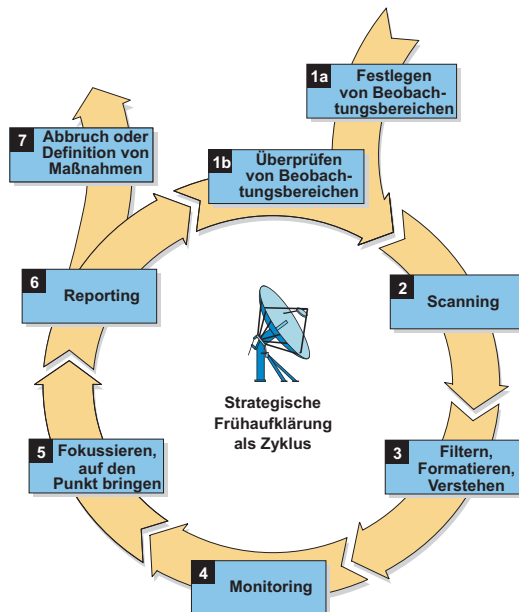 1a Festlegen
von Beobach-
tungsbereichen
1b Überprüfen
von Beobach-
tungsbereichen
2 Scanning
3 Filtern,
Formatieren,
Verstehen
4 Monitoring
5 Fokussieren,
auf den
Punkt bringen
6 Reporting
7 Abbruch oder
Definition von
Maßnahmen
Strategische
Frühaufklärung
als Zyklus